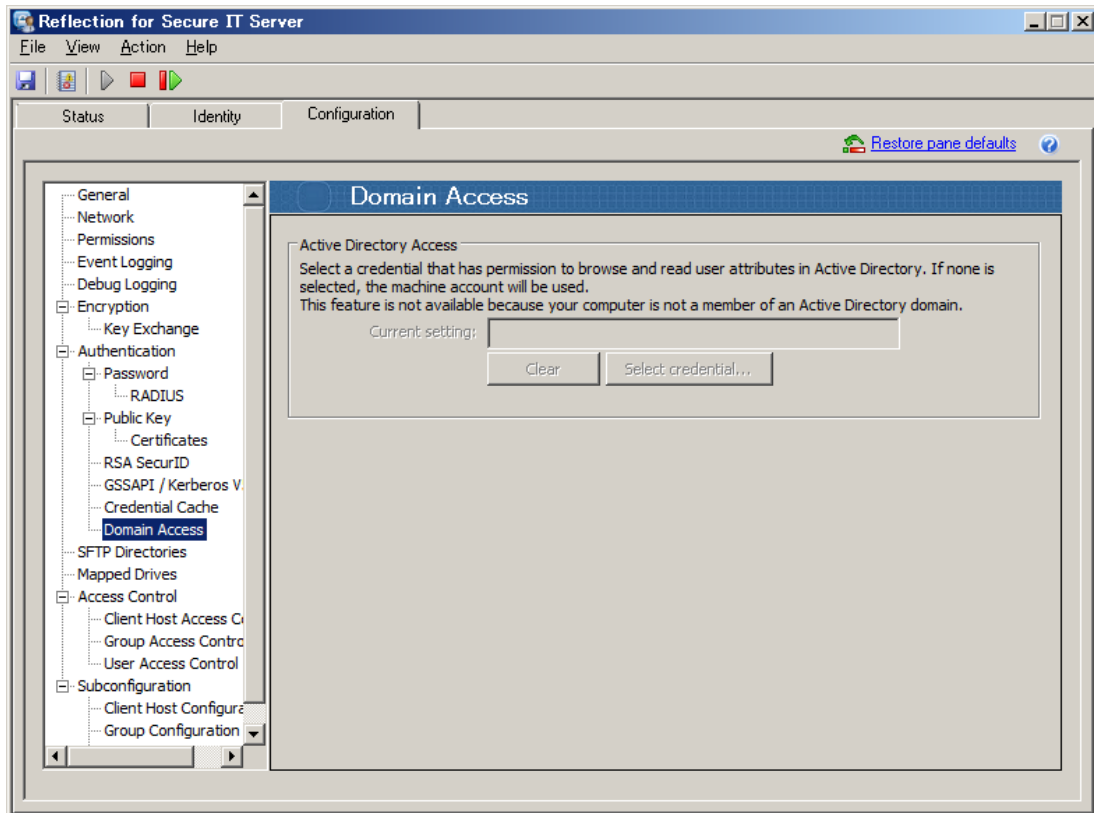 Reflection for Secure IT Server
File View Action Help
Status Identity Configuration
Restore pane defaults
General
Network
Permissions
Event Logging
Debug Logging
Encryption
Key Exchange
Authentication
Password
RADIUS
Public Key
Certificates
RSA SecurID
GSSAPI / Kerberos V
Credential Cache
Domain Access
SFTP Directories
Mapped Drives
Access Control
Client Host Access C
Group Access Contro
User Access Control
Subconfiguration
Client Host Configura
Group Configuration
Domain Access
Active Directory Access
Select a credential that has permission to browse and read user attributes in Active Directory. If none is
selected, the machine account will be used.
This feature is not available because your computer is not a member of an Active Directory domain.
Current setting:
Clear Select credential...